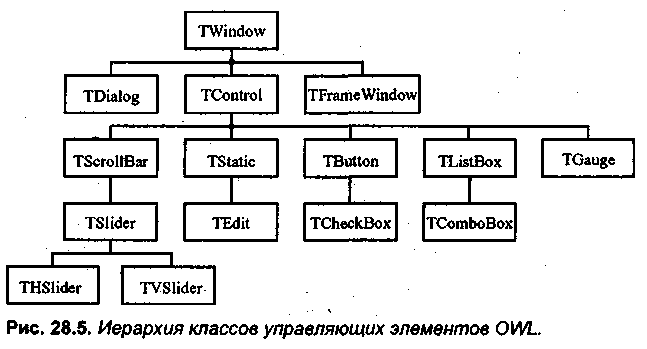 TWindow
TDialog TControl TFrameWindow
TScrollBar TStatic TButton TListBox TGauge
TSlider TEdit TCheckBox TComboBox
THSlider TVSlider
Рис. 28.5. Иерархия классов управляющих элементов OWL.